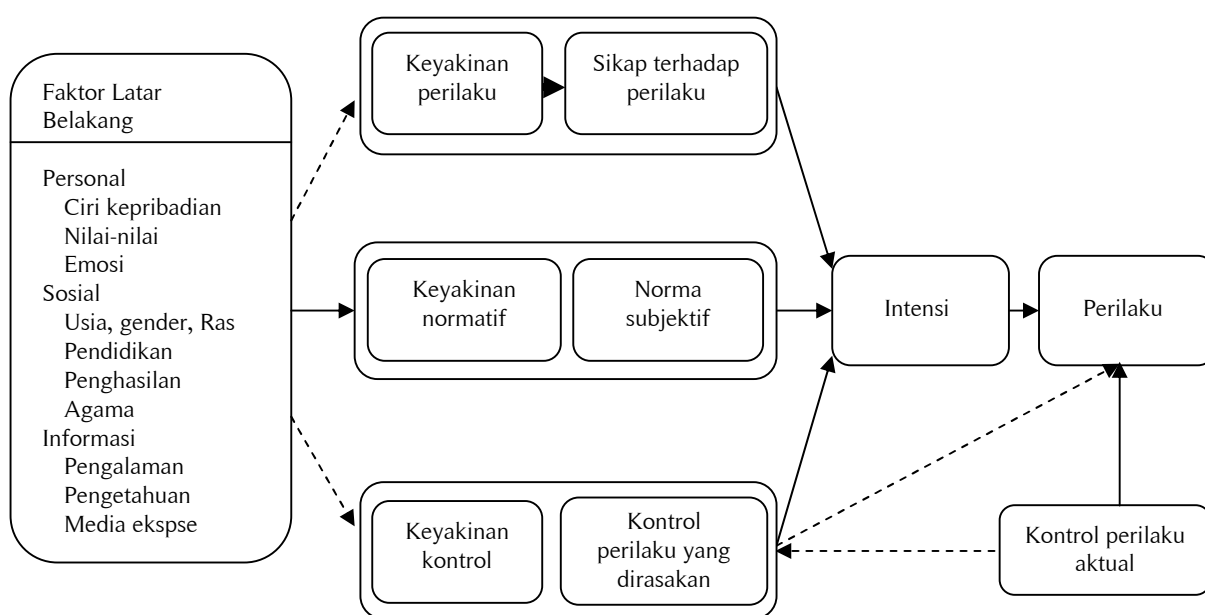 Faktor Latar
Belakang
Personal
Ciri kepribadian
Nilai-nilai
Emosi
Sosial
Usia, gender, Ras
Pendidikan
Penghasilan
Agama
Informasi
Pengalaman
Pengetahuan
Media ekspse
Keyakinan
perilaku
Sikap terhadap
perilaku
Keyakinan
normatif
Norma
subjektif
Keyakinan
kontrol
Kontrol
perilaku yang
dirasakan
Intensi
Perilaku
Kontrol perilaku
aktual